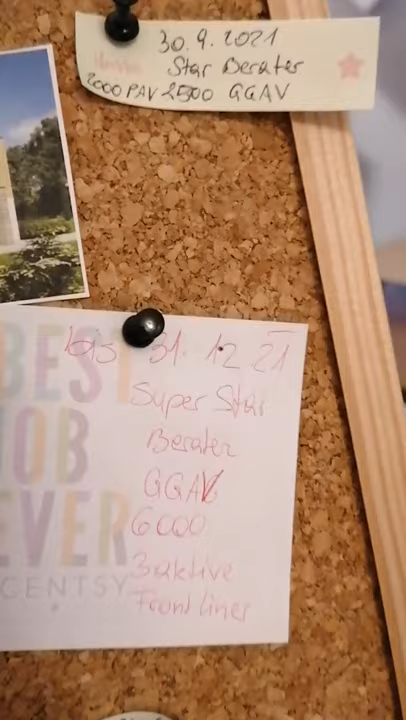 30.9.2021
Star Berater
2000 PAV 2500 GGAV
bis 31.12 21
Super Star
Berater
GGAV
6000
3 aktive
Frontliner
BEST
JOB
EVER
SCENTSY